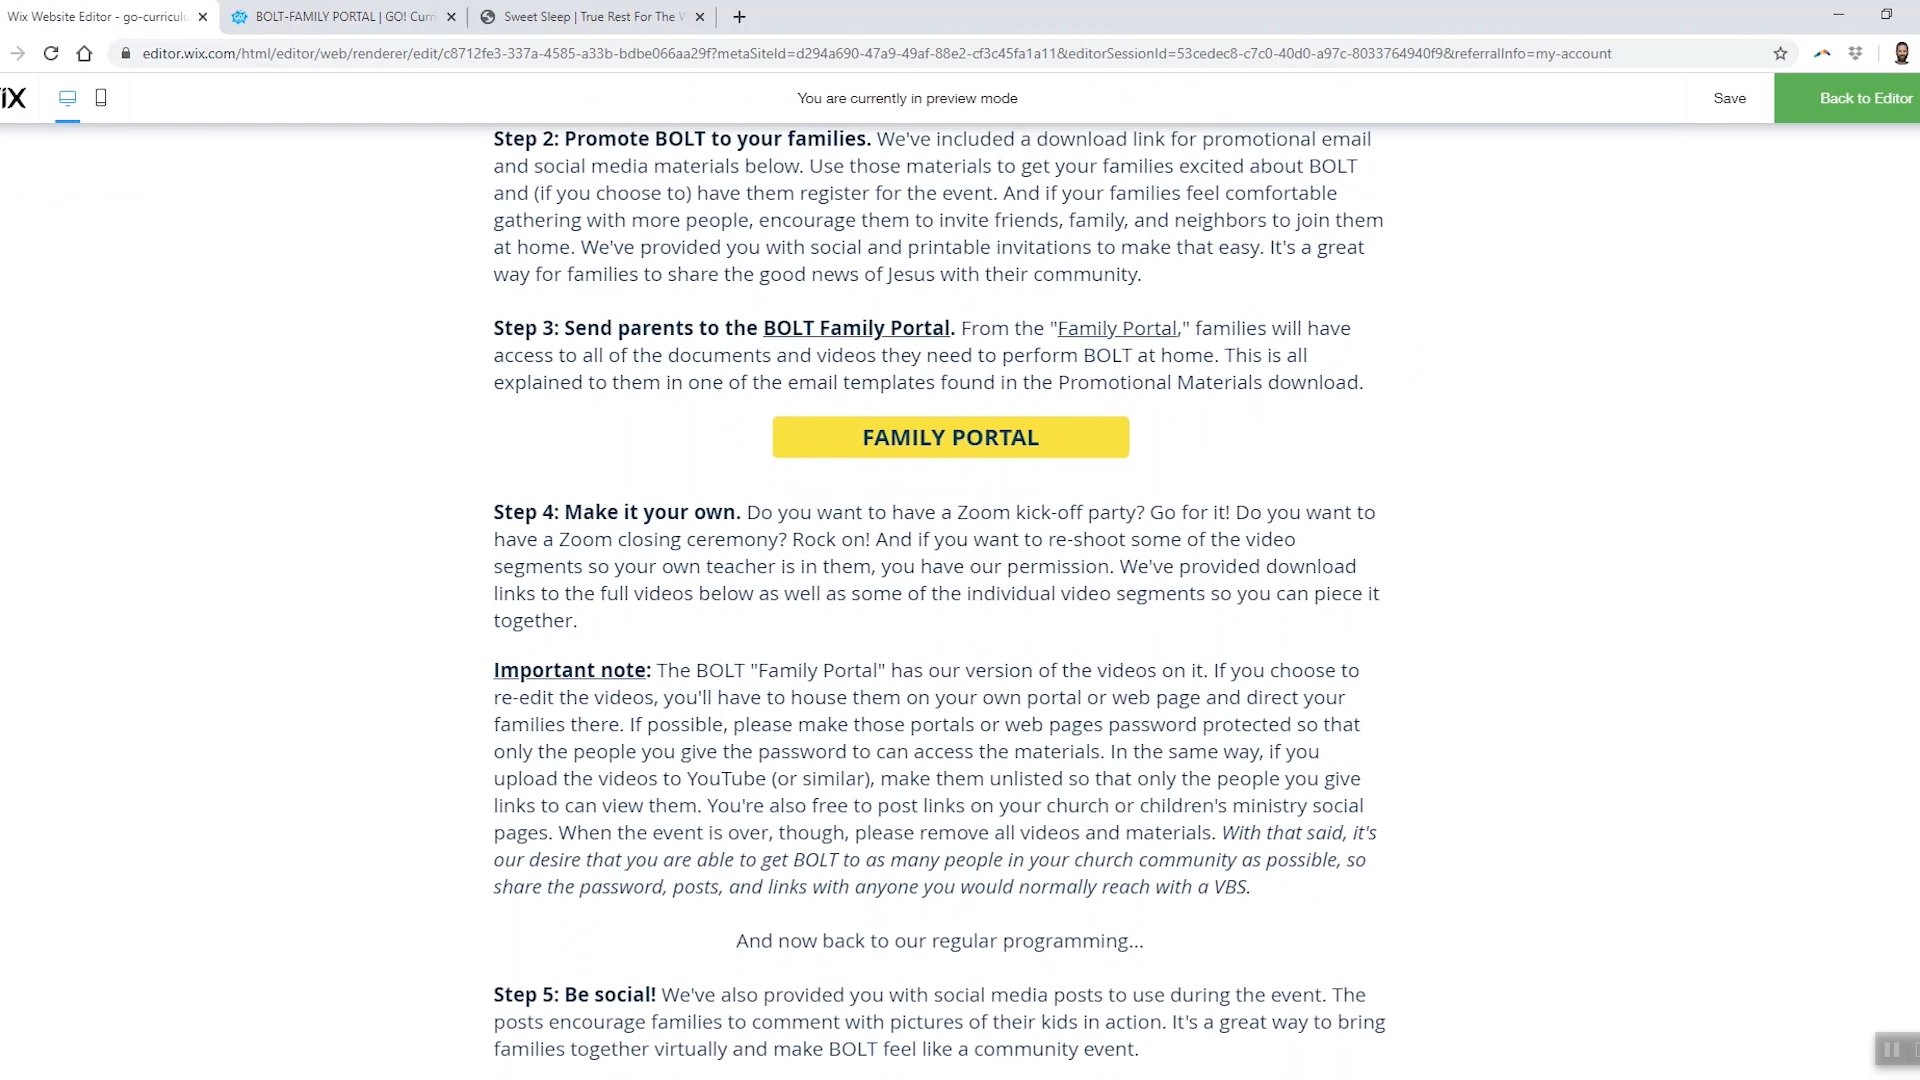 Wix Website Editor - go-curriculu
BOLT-FAMILY PORTAL | GO! Curri
Sweet Sleep | True Rest For The
editor.wix.com/html/editor/web/renderer/edit/c8712fe3-337a-4585-a33b-bdbe066aa29f?metaSiteId=d294a690-47a9-49af-88e2-cf3c45fa1a11&editorSessionId=53cedec8-c7c0-40d0-a97c-8033764940f9&referralInfo=my-account
You are currently in preview mode
Save
Back to Editor
Step 2: Promote BOLT to your families. We've included a download link for promotional email
and social media materials below. Use those materials to get your families excited about BOLT
and (if you choose to) have them register for the event. And if your families feel comfortable
gathering with more people, encourage them to invite friends, family, and neighbors to join them
at home. We've provided you with social and printable invitations to make that easy. It's a great
way for families to share the good news of Jesus with their community.
Step 3: Send parents to the BOLT Family Portal. From the "Family Portal," families will have
access to all of the documents and videos they need to perform BOLT at home. This is all
explained to them in one of the email templates found in the Promotional Materials download.
FAMILY PORTAL
Step 4: Make it your own. Do you want to have a Zoom kick-off party? Go for it! Do you want to
have a Zoom closing ceremony? Rock on! And if you want to re-shoot some of the video
segments so your own teacher is in them, you have our permission. We've provided download
links to the full videos below as well as some of the individual video segments so you can piece it
together.
Important note: The BOLT "Family Portal" has our version of the videos on it. If you choose to
re-edit the videos, you'll have to house them on your own portal or web page and direct your
families there. If possible, please make those portals or web pages password protected so that
only the people you give the password to can access the materials. In the same way, if you
upload the videos to YouTube (or similar), make them unlisted so that only the people you give
links to can view them. You're also free to post links on your church or children's ministry social
pages. When the event is over, though, please remove all videos and materials. With that said, it's
our desire that you are able to get BOLT to as many people in your church community as possible, so
share the password, posts, and links with anyone you would normally reach with a VBS.
And now back to our regular programming...
Step 5: Be social! We've also provided you with social media posts to use during the event. The
posts encourage families to comment with pictures of their kids in action. It's a great way to bring
families together virtually and make BOLT feel like a community event.